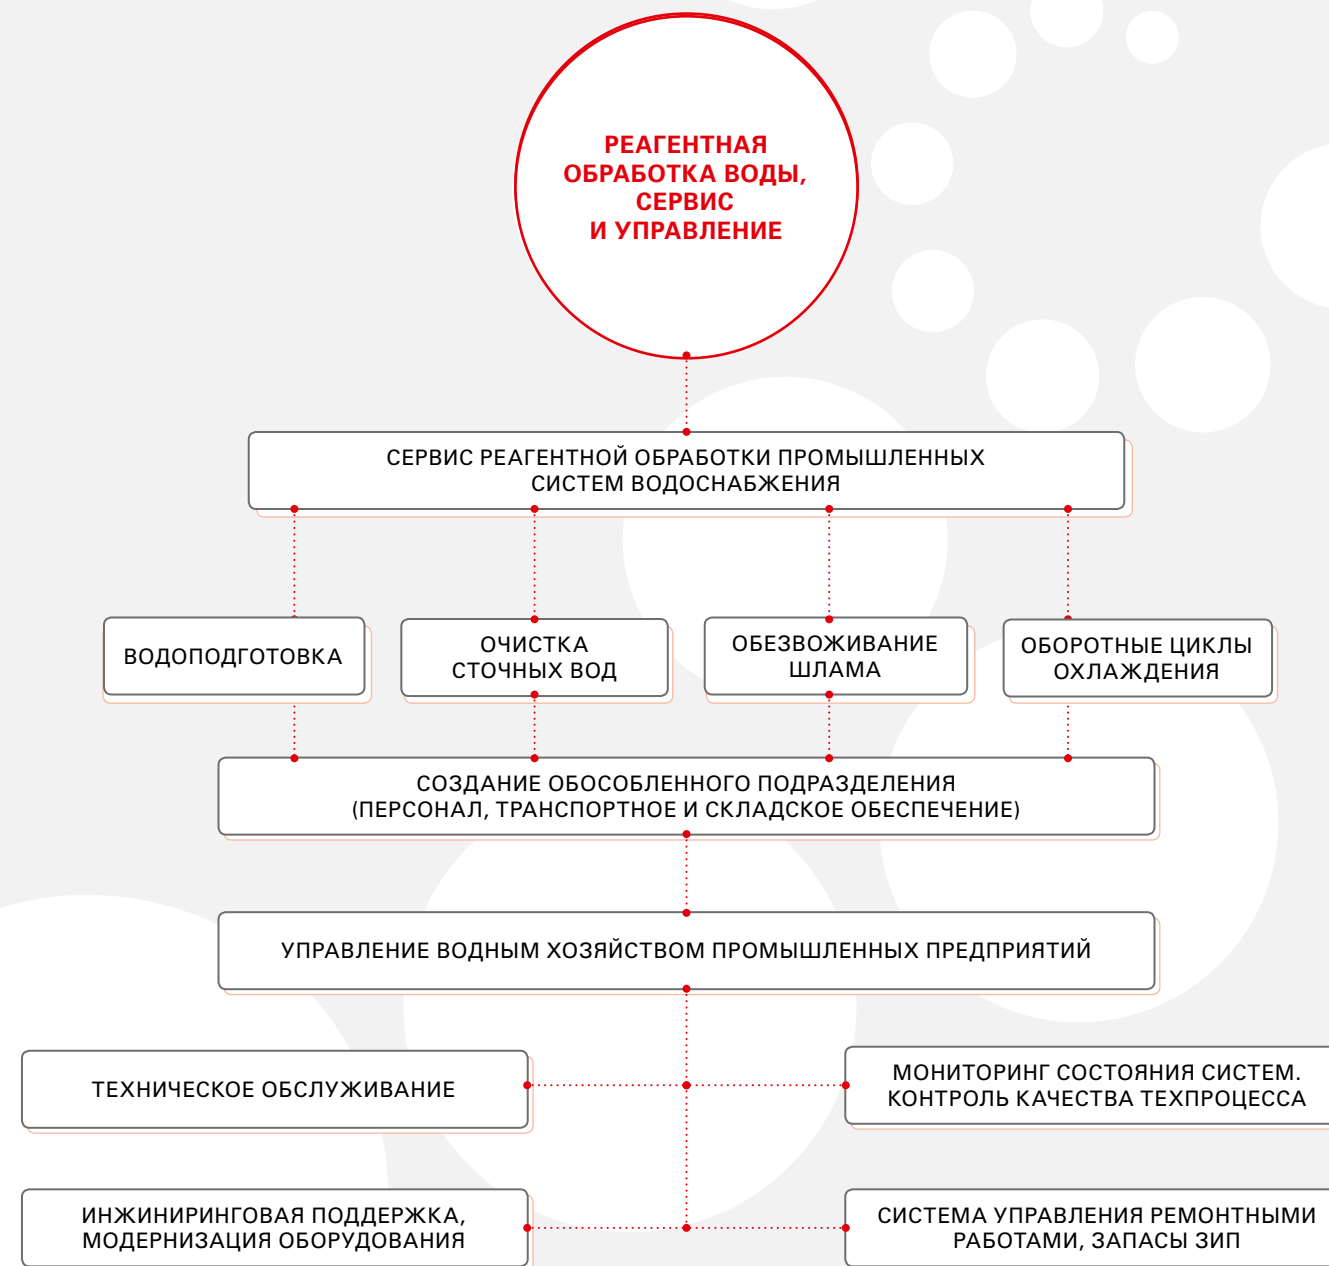 РЕАГЕНТНАЯ
ОБРАБОТКА ВОДЫ,
СЕРВИС
И УПРАВЛЕНИЕ
СЕРВИС РЕАГЕНТНОЙ ОБРАБОТКИ ПРОМЫШЛЕННЫХ
СИСТЕМ ВОДОСНАБЖЕНИЯ
ВОДОПОДГОТОВКА
ОЧИСТКА
СТОЧНЫХ ВОД
ОБЕЗВОЖИВАНИЕ
ШЛАМА
ОБОРОТНЫЕ ЦИКЛЫ
ОХЛАЖДЕНИЯ
СОЗДАНИЕ ОБОСОБЛЕННОГО ПОДРАЗДЕЛЕНИЯ
(ПЕРСОНАЛ, ТРАНСПОРТНОЕ И СКЛАДСКОЕ ОБЕСПЕЧЕНИЕ)
УПРАВЛЕНИЕ ВОДНЫМ ХОЗЯЙСТВОМ ПРОМЫШЛЕННЫХ ПРЕДПРИЯТИЙ
ТЕХНИЧЕСКОЕ ОБСЛУЖИВАНИЕ
МОНИТОРИНГ СОСТОЯНИЯ СИСТЕМ.
КОНТРОЛЬ КАЧЕСТВА ТЕХПРОЦЕССА
ИНЖИНИРИНГОВАЯ ПОДДЕРЖКА,
МОДЕРНИЗАЦИЯ ОБОРУДОВАНИЯ
СИСТЕМА УПРАВЛЕНИЯ РЕМОНТНЫМИ
РАБОТАМИ, ЗАПАСЫ ЗИП